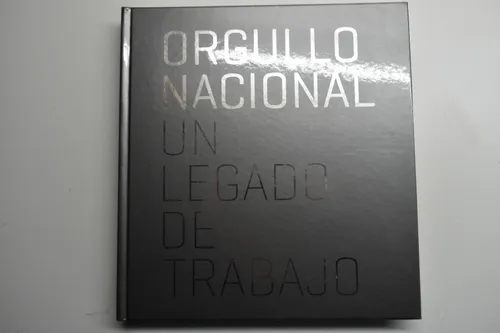 ORGULLO
NACIONAL
UN
LEGADO
DE
TRABAJO